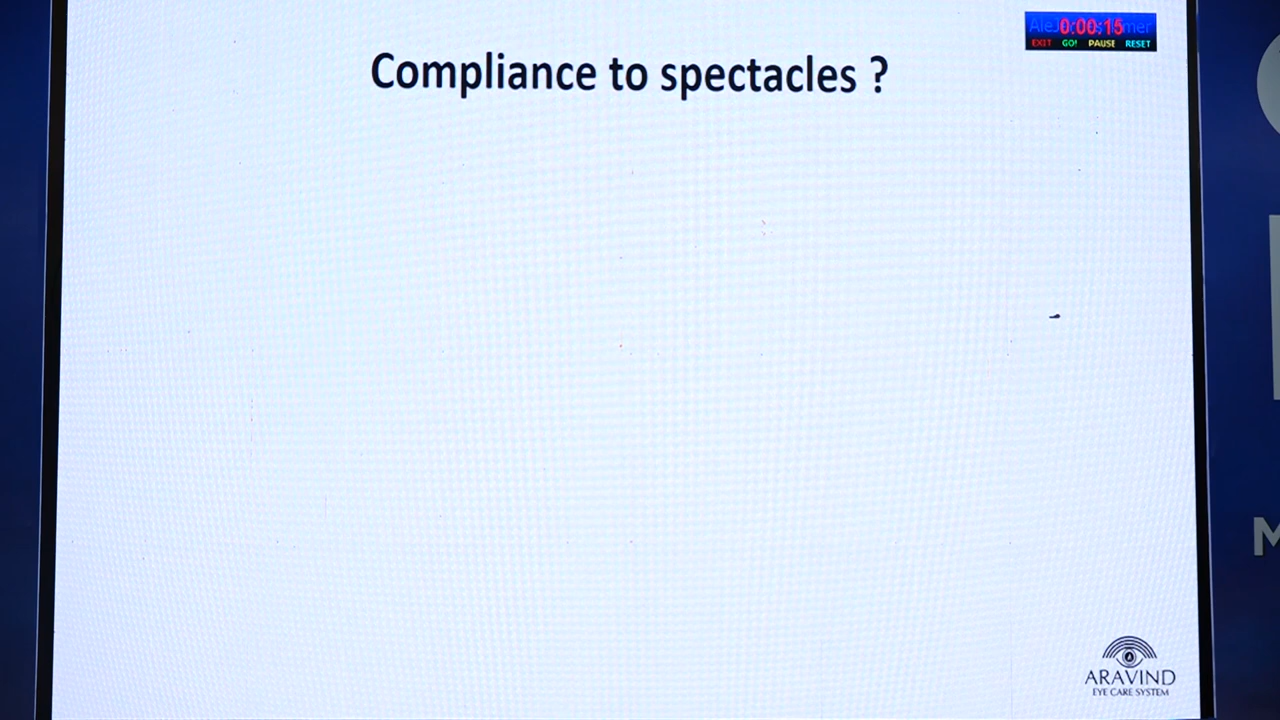 0:00:15
EXIT GO! PAUSE RESET
Compliance to spectacles ?
M
ARAVIND
EYE CARE SYSTEM